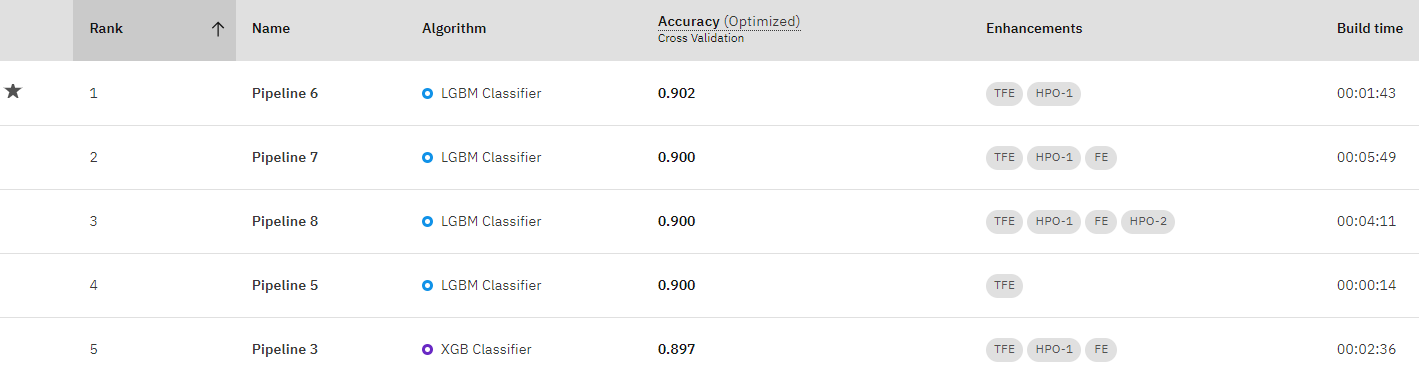 Rank Name Algorithm Accuracy (Optimized) Enhancements Build time
Cross Validation
1 Pipeline 6 LGBM Classifier 0.902 TFE HPO-1 00:01:43
2 Pipeline 7 LGBM Classifier 0.900 TFE HPO-1 FE 00:05:49
3 Pipeline 8 LGBM Classifier 0.900 TFE HPO-1 FE HPO-2 00:04:11
4 Pipeline 5 LGBM Classifier 0.900 TFE 00:00:14
5 Pipeline 3 XGB Classifier 0.897 TFE HPO-1 FE 00:02:36